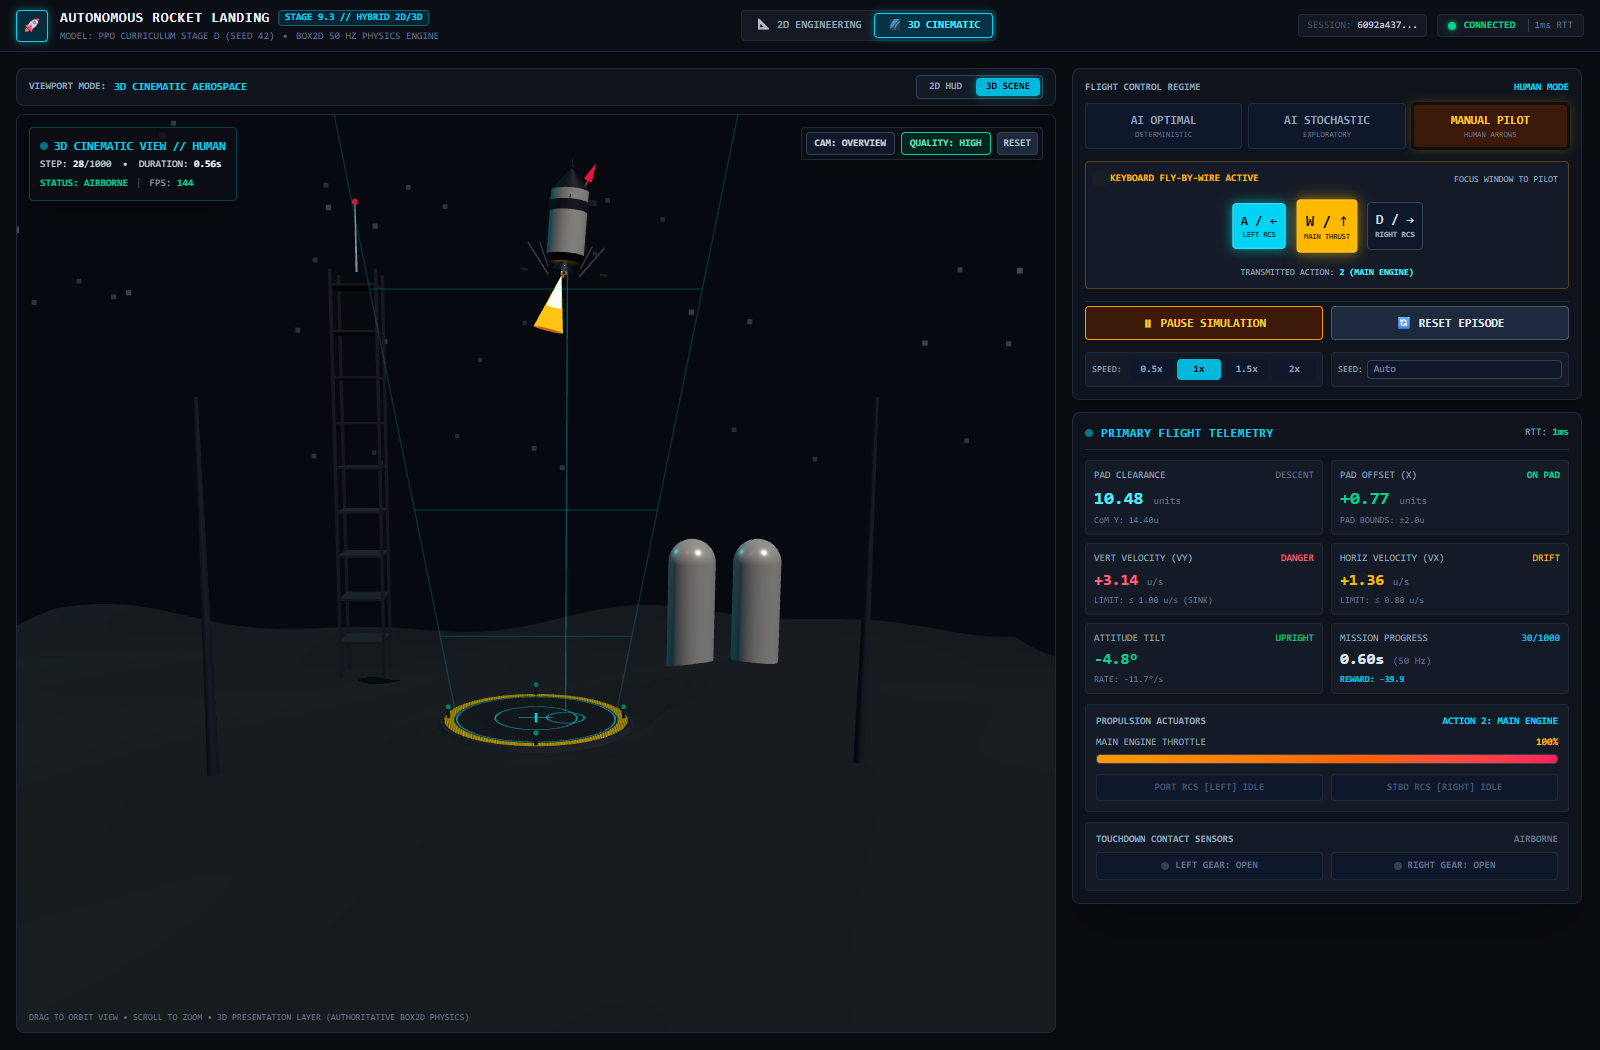 AUTONOMOUS ROCKET LANDING STAGE 9.3 // HYBRID 2D/3D
MODEL: PPO CURRICULUM STAGE D (SEED 42) • BOX2D 50 HZ PHYSICS ENGINE
2D ENGINEERING 3D CINEMATIC
SESSION: 6092a437... CONNECTED 1ms RTT
VIEWPORT MODE: 3D CINEMATIC AEROSPACE 2D HUD 3D SCENE
3D CINEMATIC VIEW // HUMAN
STEP: 28/1000 • DURATION: 0.56s
STATUS: AIRBORNE | FPS: 144
CAM: OVERVIEW QUALITY: HIGH RESET
DRAG TO ORBIT VIEW • SCROLL TO ZOOM • 3D PRESENTATION LAYER (AUTHORITATIVE BOX2D PHYSICS)
FLIGHT CONTROL REGIME HUMAN MODE
AI OPTIMAL AI STOCHASTIC MANUAL PILOT
DETERMINISTIC EXPLORATORY HUMAN ARROWS
KEYBOARD FLY-BY-WIRE ACTIVE FOCUS WINDOW TO PILOT
A / ← W / ↑ D / →
LEFT RCS MAIN THRUST RIGHT RCS
TRANSMITTED ACTION: 2 (MAIN ENGINE)
⏸ PAUSE SIMULATION 🔄 RESET EPISODE
SPEED: 0.5x 1x 1.5x 2x SEED: Auto
PRIMARY FLIGHT TELEMETRY RTT: 1ms
PAD CLEARANCE DESCENT
10.48 units
CoM Y: 14.40u
PAD OFFSET (X) ON PAD
+0.77 units
PAD BOUNDS: ±2.0u
VERT VELOCITY (VY) DANGER
+3.14 u/s
LIMIT: ≤ 1.00 u/s (SINK)
HORIZ VELOCITY (VX) DRIFT
+1.36 u/s
LIMIT: ≤ 0.80 u/s
ATTITUDE TILT UPRIGHT
-4.8°
RATE: -11.7°/s
MISSION PROGRESS 30/1000
0.60s (50 Hz)
REWARD: -39.9
PROPULSION ACTUATORS ACTION 2: MAIN ENGINE
MAIN ENGINE THROTTLE 100%
PORT RCS [LEFT] IDLE STBD RCS [RIGHT] IDLE
TOUCHDOWN CONTACT SENSORS AIRBORNE
LEFT GEAR: OPEN RIGHT GEAR: OPEN